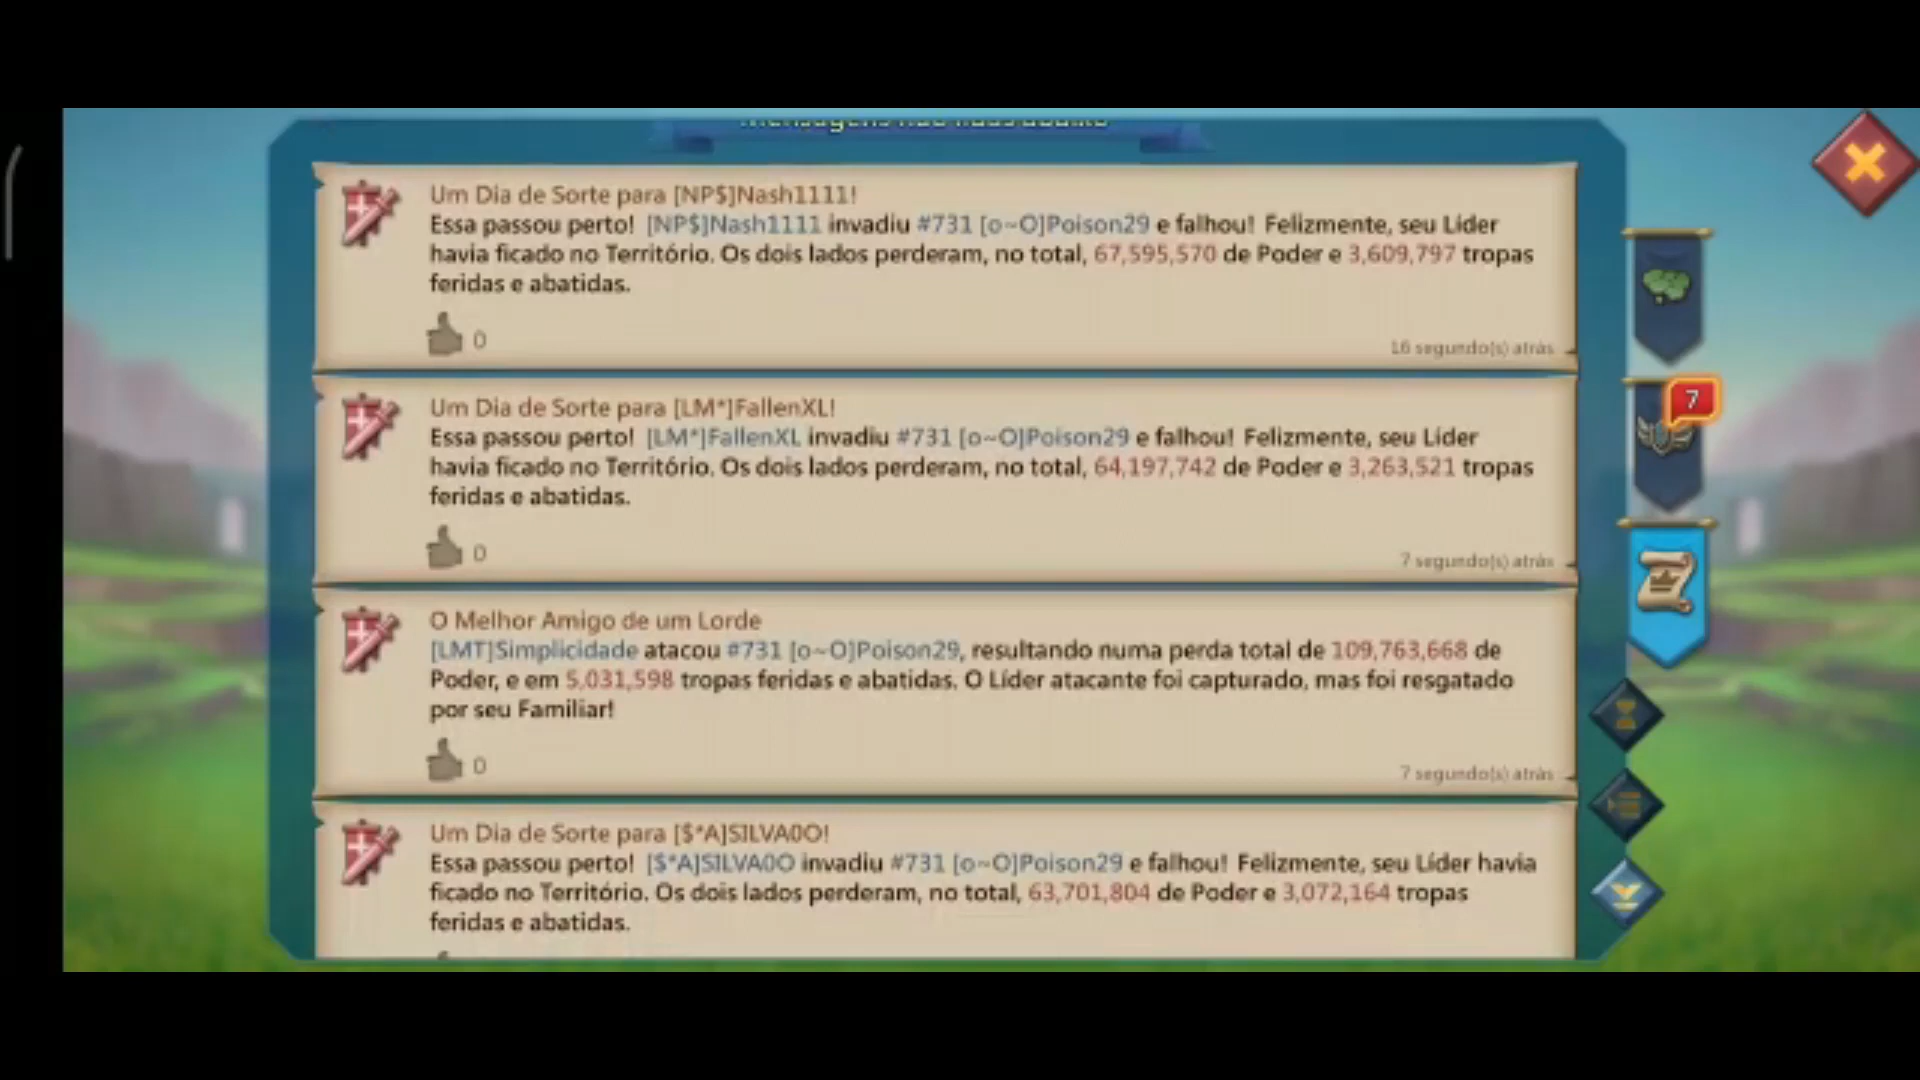 Mensagens não lidas abaixo
Um Dia de Sorte para [NP$]Nash1111!
Essa passou perto! [NP$]Nash1111 invadiu #731 [o~O]Poison29 e falhou! Felizmente, seu Líder
havia ficado no Território. Os dois lados perderam, no total, 67,595,570 de Poder e 3,609,797 tropas
feridas e abatidas.
0
16 segundo(s) atrás
Um Dia de Sorte para [LM*]FallenXL!
Essa passou perto! [LM*]FallenXL invadiu #731 [o~O]Poison29 e falhou! Felizmente, seu Líder
havia ficado no Território. Os dois lados perderam, no total, 64,197,742 de Poder e 3,263,521 tropas
feridas e abatidas.
0
7 segundo(s) atrás
7
O Melhor Amigo de um Lorde
[LMT]Simplicidade atacou #731 [o~O]Poison29, resultando numa perda total de 109,763,668 de
Poder, e em 5,031,598 tropas feridas e abatidas. O Líder atacante foi capturado, mas foi resgatado
por seu Familiar!
0
7 segundo(s) atrás
Um Dia de Sorte para [$*A]SILVA0O!
Essa passou perto! [$*A]SILVA0O invadiu #731 [o~O]Poison29 e falhou! Felizmente, seu Líder havia
ficado no Território. Os dois lados perderam, no total, 63,701,804 de Poder e 3,072,164 tropas
feridas e abatidas.